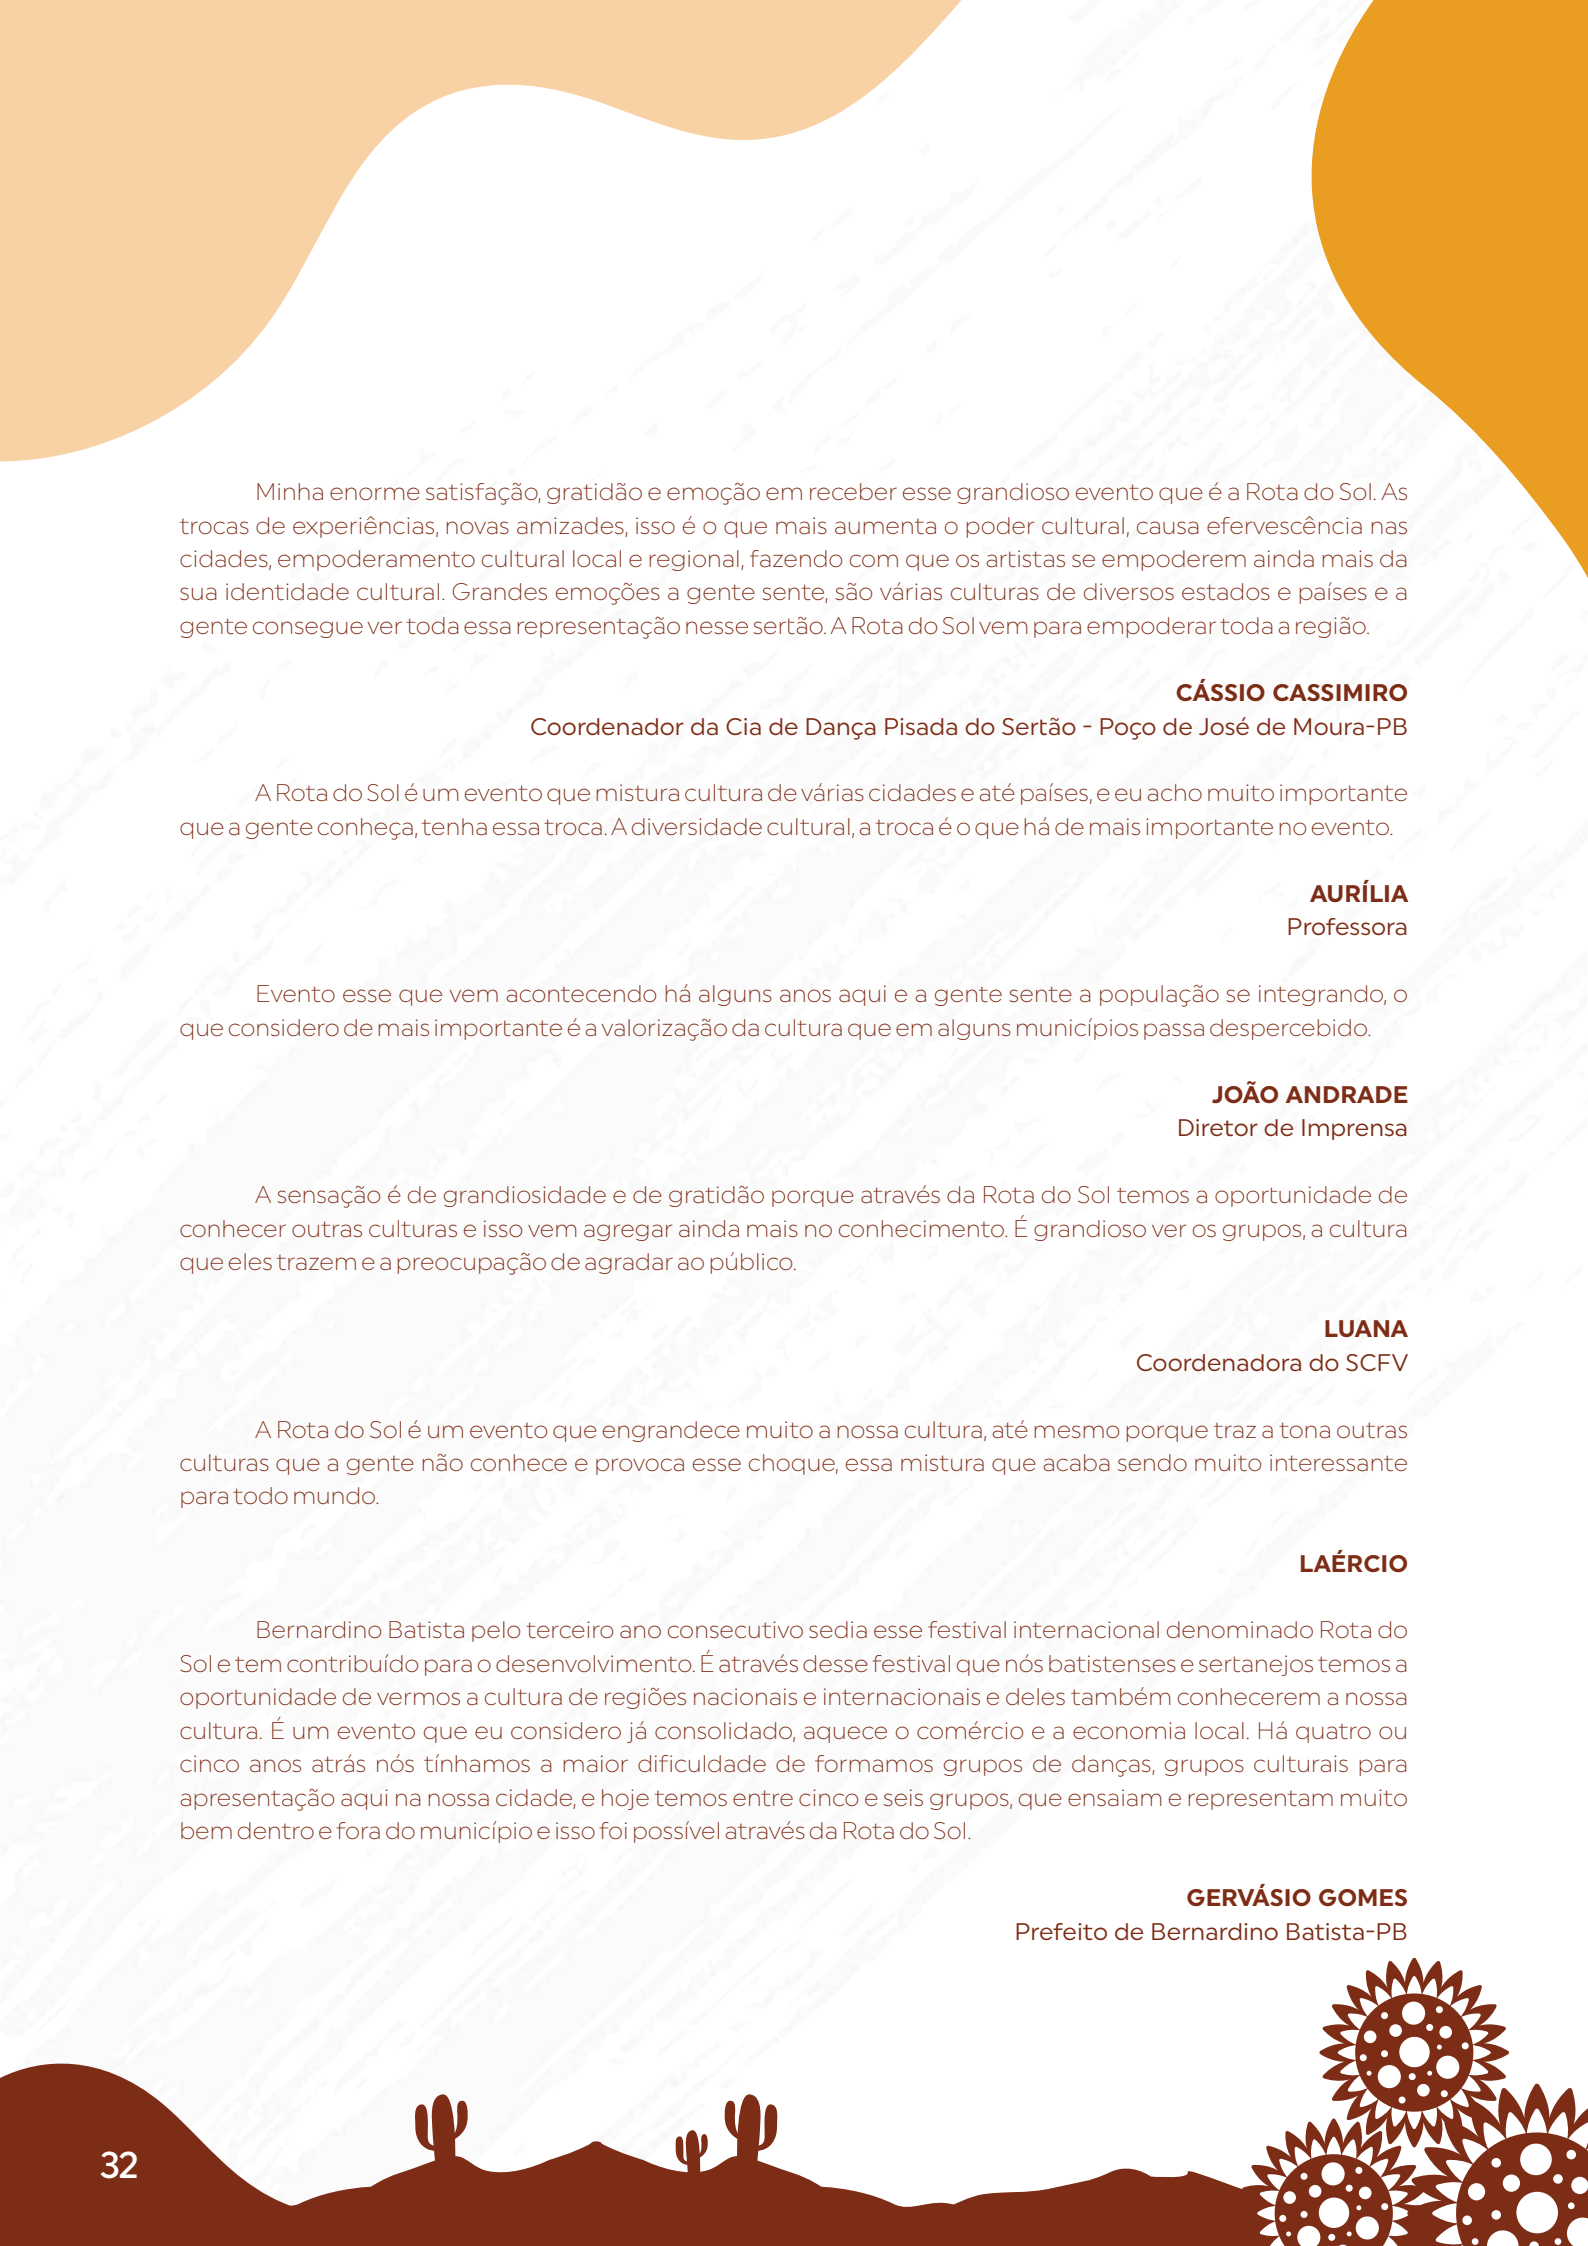 Minha enorme satisfação, gratidão e emoção em receber esse grandioso evento que é a Rota do Sol. As
trocas de experiências, novas amizades, isso é o que mais aumenta o poder cultural, causa efervescência nas
cidades, empoderamento cultural local e regional, fazendo com que os artistas se empoderem ainda mais da
sua identidade cultural. Grandes emoções a gente sente, são várias culturas de diversos estados e países e a
gente consegue ver toda essa representação nesse sertão. A Rota do Sol vem para empoderar toda a região.
CÁSSIO CASSIMIRO
Coordenador da Cia de Dança Pisada do Sertão - Poço de José de Moura-PB
A Rota do Sol é um evento que mistura cultura de várias cidades e até países, e eu acho muito importante
que a gente conheça, tenha essa troca. A diversidade cultural, a troca é o que há de mais importante no evento.
AURÍLIA
Professora
Evento esse que vem acontecendo há alguns anos aqui e a gente sente a população se integrando, o
que considero de mais importante é a valorização da cultura que em alguns municípios passa despercebido.
JOÃO ANDRADE
Diretor de Imprensa
A sensação é de grandiosidade e de gratidão porque através da Rota do Sol temos a oportunidade de
conhecer outras culturas e isso vem agregar ainda mais no conhecimento. É grandioso ver os grupos, a cultura
que eles trazem e a preocupação de agradar ao público.
LUANA
Coordenadora do SCFV
A Rota do Sol é um evento que engrandece muito a nossa cultura, até mesmo porque traz a tona outras
culturas que a gente não conhece e provoca esse choque, essa mistura que acaba sendo muito interessante
para todo mundo.
LAÉRCIO
Bernardino Batista pelo terceiro ano consecutivo sedia esse festival internacional denominado Rota do
Sol e tem contribuído para o desenvolvimento. É através desse festival que nós batistenses e sertanejos temos a
oportunidade de vermos a cultura de regiões nacionais e internacionais e deles também conhecerem a nossa
cultura. É um evento que eu considero já consolidado, aquece o comércio e a economia local. Há quatro ou
cinco anos atrás nós tínhamos a maior dificuldade de formamos grupos de danças, grupos culturais para
apresentação aqui na nossa cidade, e hoje temos entre cinco e seis grupos, que ensaiam e representam muito
bem dentro e fora do município e isso foi possível através da Rota do Sol.
GERVÁSIO GOMES
Prefeito de Bernardino Batista-PB
32